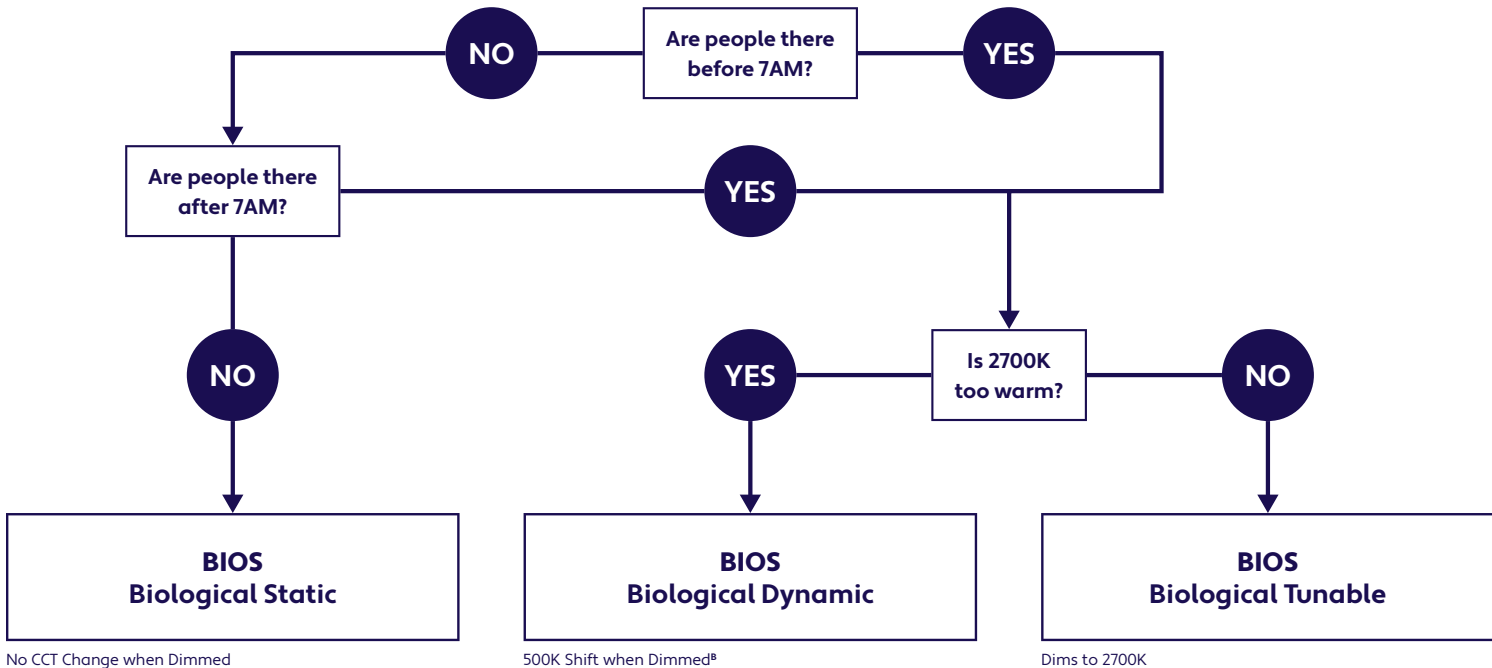 NO
Are people there
before 7AM?
YES
Are people there
after 7AM?
YES
NO
YES
Is 2700K
too warm?
NO
BIOS
Biological Static
BIOS
Biological Dynamic
BIOS
Biological Tunable
No CCT Change when Dimmed
500K Shift when Dimmedᴮ
Dims to 2700K